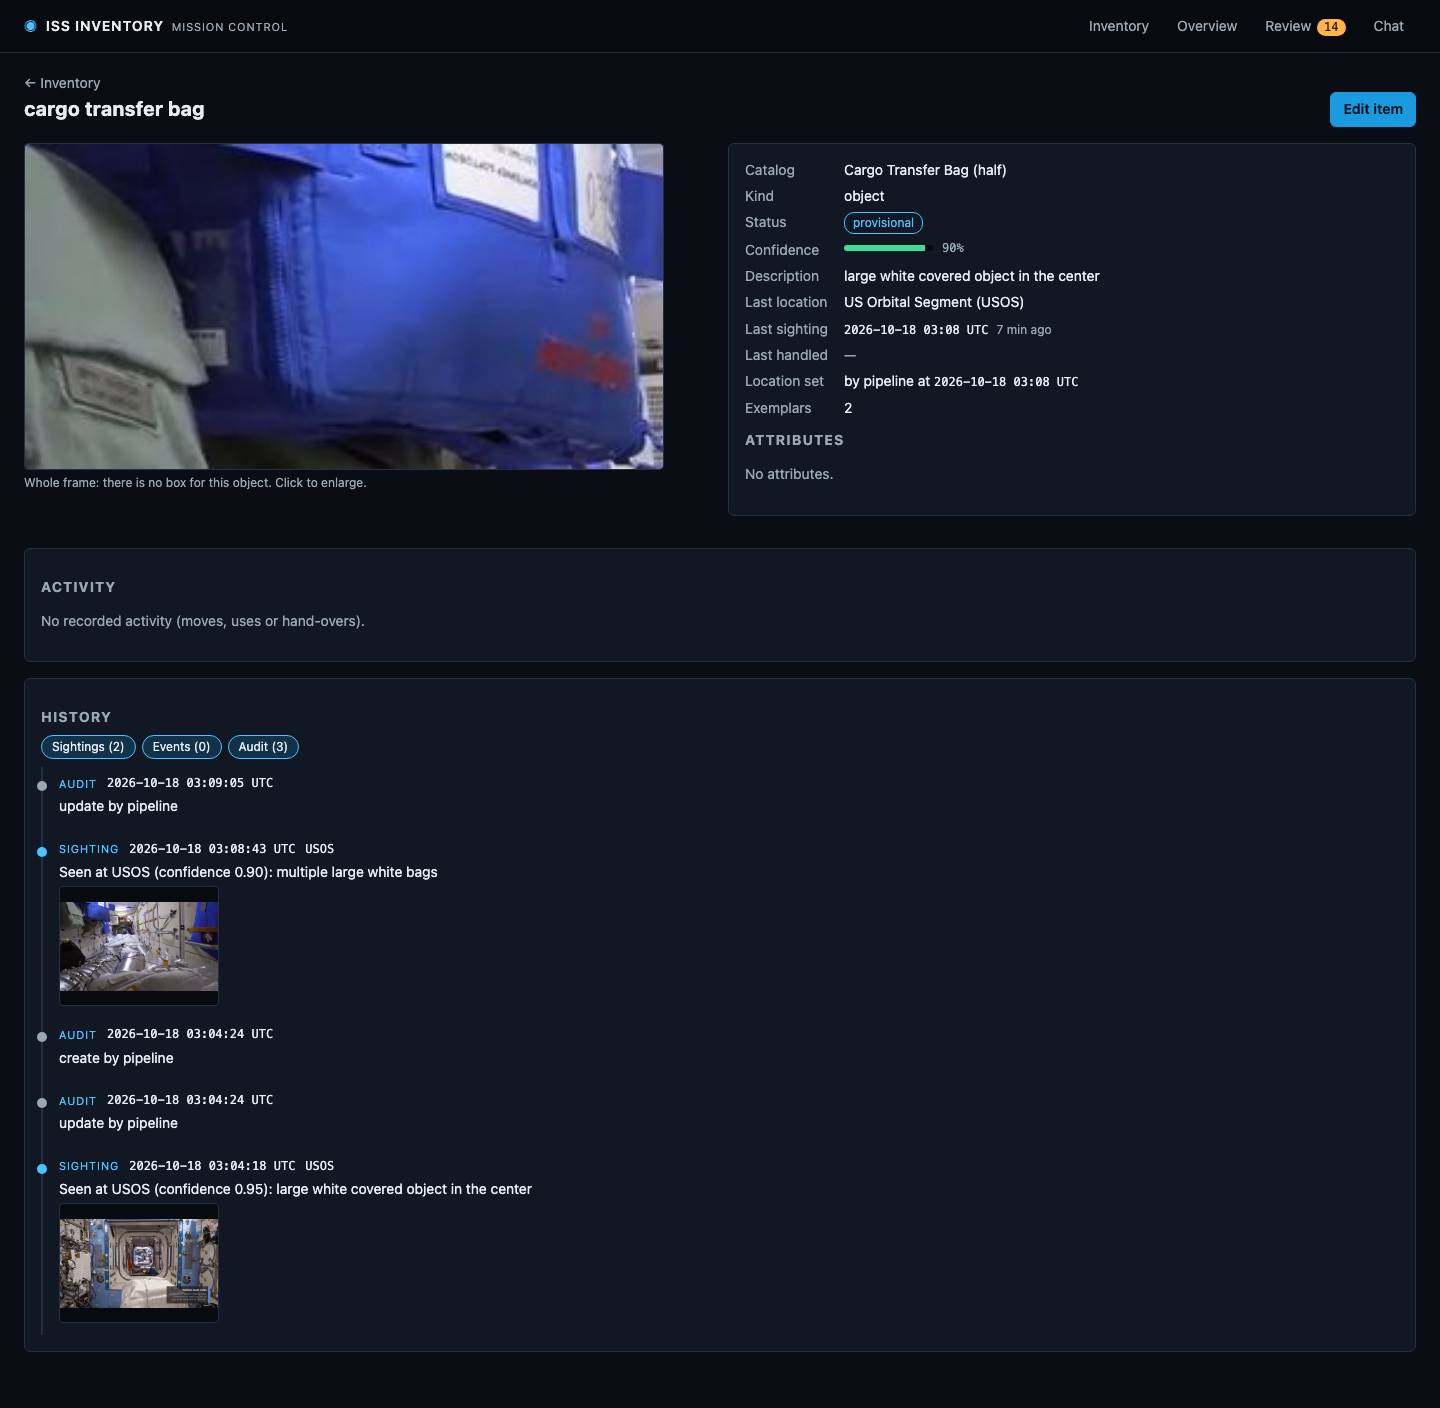 ISS INVENTORY MISSION CONTROL
Inventory
Overview
Review 14
Chat
← Inventory
cargo transfer bag
Edit item
Whole frame: there is no box for this object. Click to enlarge.
Catalog Cargo Transfer Bag (half)
Kind object
Status provisional
Confidence 90%
Description large white covered object in the center
Last location US Orbital Segment (USOS)
Last sighting 2026-10-18 03:08 UTC 7 min ago
Last handled —
Location set by pipeline at 2026-10-18 03:08 UTC
Exemplars 2
ATTRIBUTES
No attributes.
ACTIVITY
No recorded activity (moves, uses or hand-overs).
HISTORY
Sightings (2) Events (0) Audit (3)
AUDIT 2026-10-18 03:09:05 UTC
update by pipeline
SIGHTING 2026-10-18 03:08:43 UTC USOS
Seen at USOS (confidence 0.90): multiple large white bags
AUDIT 2026-10-18 03:04:24 UTC
create by pipeline
AUDIT 2026-10-18 03:04:24 UTC
update by pipeline
SIGHTING 2026-10-18 03:04:18 UTC USOS
Seen at USOS (confidence 0.95): large white covered object in the center